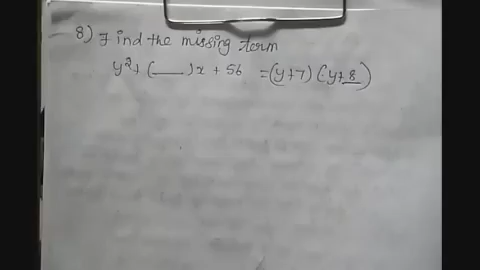 8) Find the missing term
y²+(___)x + 56 =(y+7)(y+8)